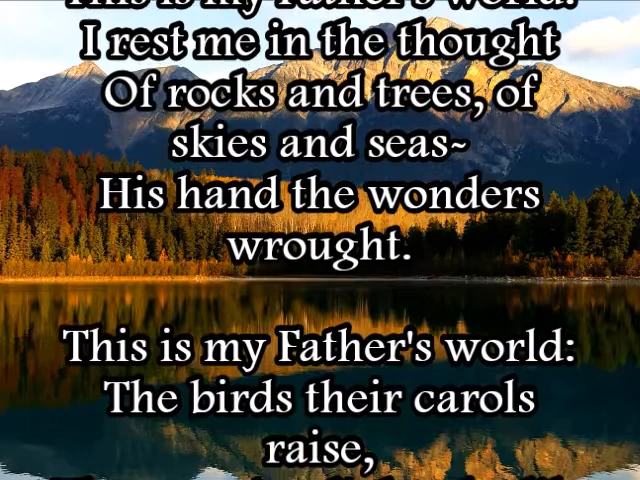 This is my Father's world:
I rest me in the thought
Of rocks and trees, of
skies and seas~
His hand the wonders
wrought.
This is my Father's world:
The birds their carols
raise,